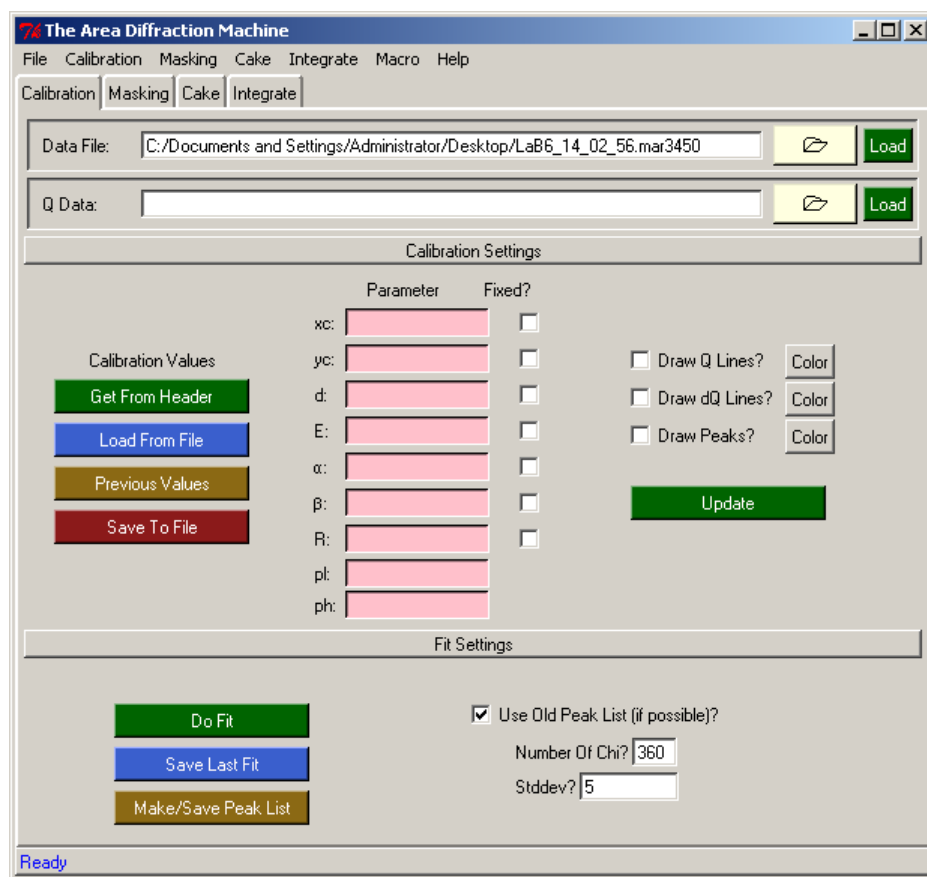 The Area Diffraction Machine
File Calibration Masking Cake Integrate Macro Help
Calibration Masking Cake Integrate
Data File: C:/Documents and Settings/Administrator/Desktop/LaB6_14_02_56.mar3450 Load
Q Data: Load
Calibration Settings
Parameter Fixed?
xc:
Calibration Values yc: Draw Q Lines? Color
Get From Header d: Draw dQ Lines? Color
Load From File E: Draw Peaks? Color
α:
Previous Values β: Update
Save To File R:
pl:
ph:
Fit Settings
Do Fit Use Old Peak List (if possible)?
Save Last Fit Number Of Chi? 360
Stddev? 5
Make/Save Peak List
Ready